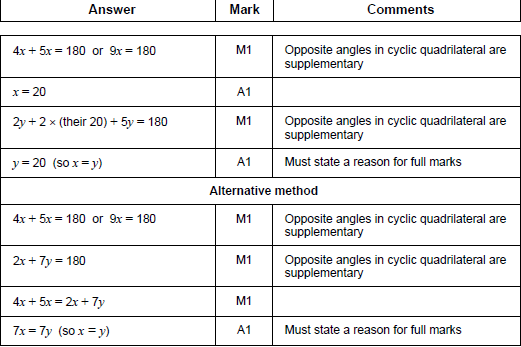 Answer Mark Comments
4x + 5x = 180 or 9x = 180 M1 Opposite angles in cyclic quadrilateral are
supplementary
x = 20 A1
2y + 2 × (their 20) + 5y = 180 M1 Opposite angles in cyclic quadrilateral are
supplementary
y = 20 (so x = y) A1 Must state a reason for full marks
Alternative method
4x + 5x = 180 or 9x = 180 M1 Opposite angles in cyclic quadrilateral are
supplementary
2x + 7y = 180 M1 Opposite angles in cyclic quadrilateral are
supplementary
4x + 5x = 2x + 7y M1
7x = 7y (so x = y) A1 Must state a reason for full marks